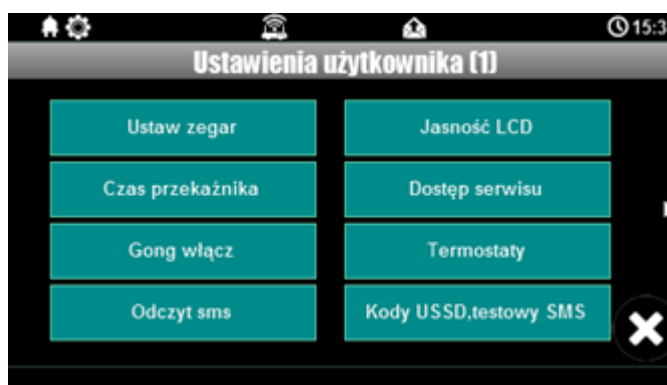 15:3
Ustawienia użytkownika (1)
Ustaw zegar
Jasność LCD
Czas przekaźnika
Dostęp serwisu
Gong włącz
Termostaty
Odczyt sms
Kody USSD,testowy SMS